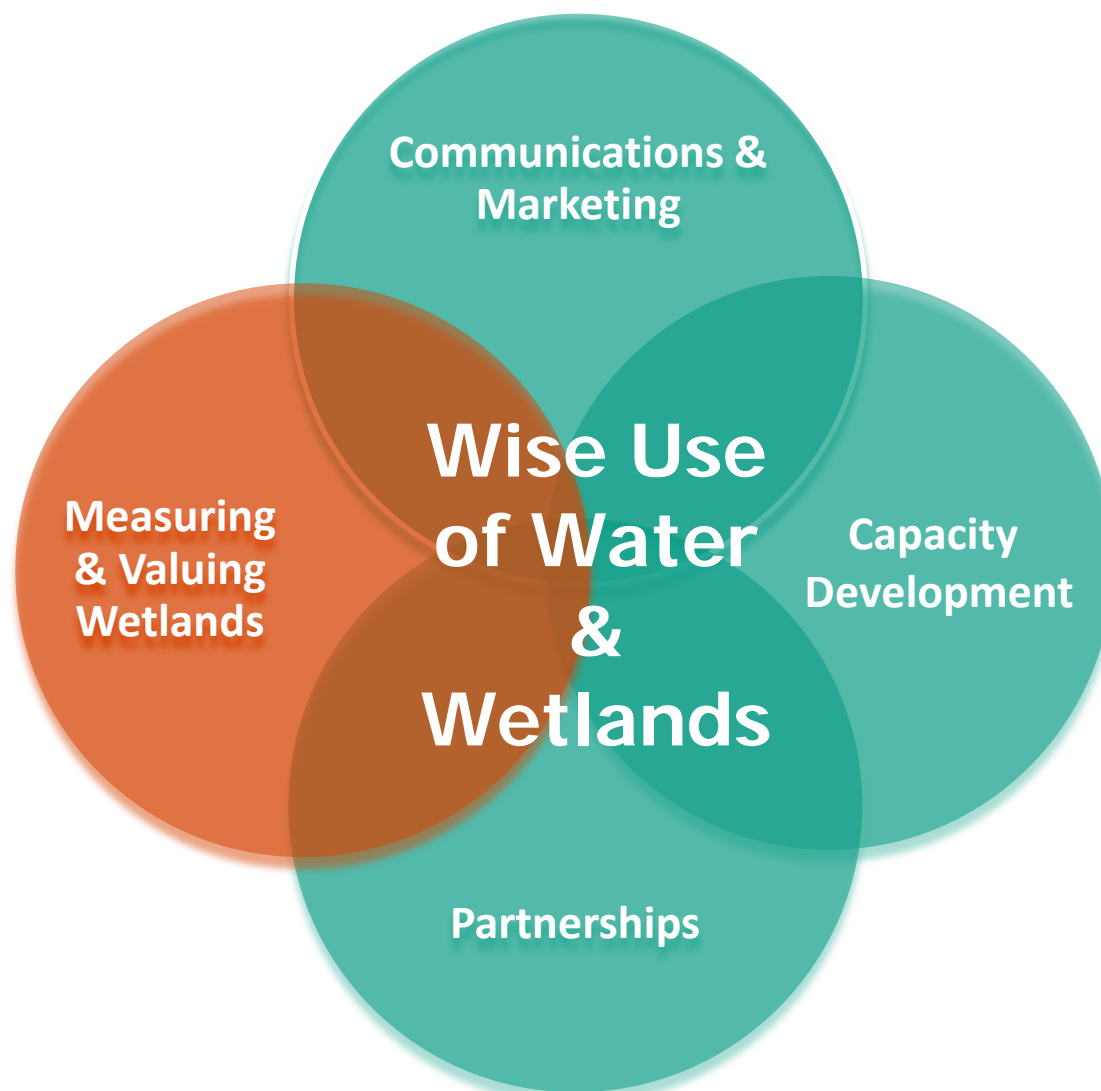 Communications &
Marketing
Wise Use
of Water
&
Wetlands
Measuring
& Valuing
Wetlands
Capacity
Development
Partnerships